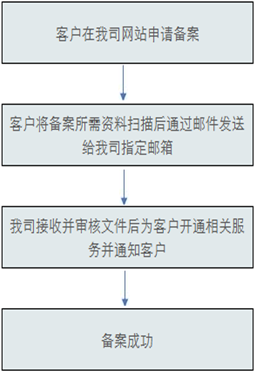 客户在我司网站申请备案
客户将备案所需资料扫描后通过邮件发送
给我司指定邮箱
我司接收并审核文件后为客户开通相关服
务并通知客户
备案成功